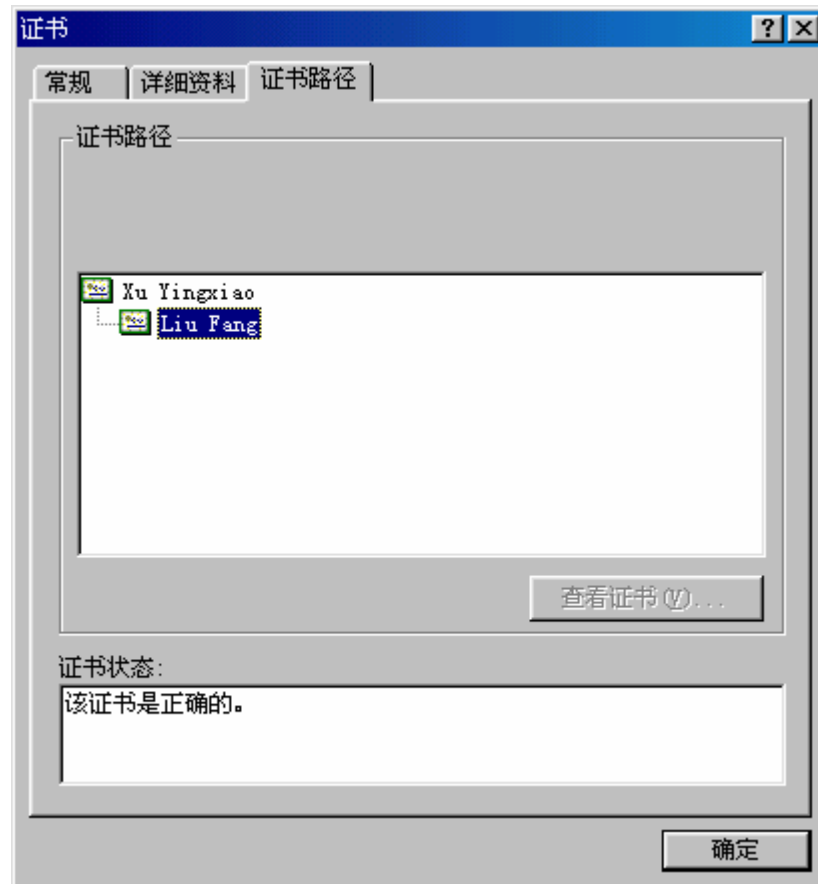 证书
常规 详细资料 证书路径
证书路径
Xu Yingxiao
Liu Fang
查看证书(V)...
证书状态:
该证书是正确的。
确定